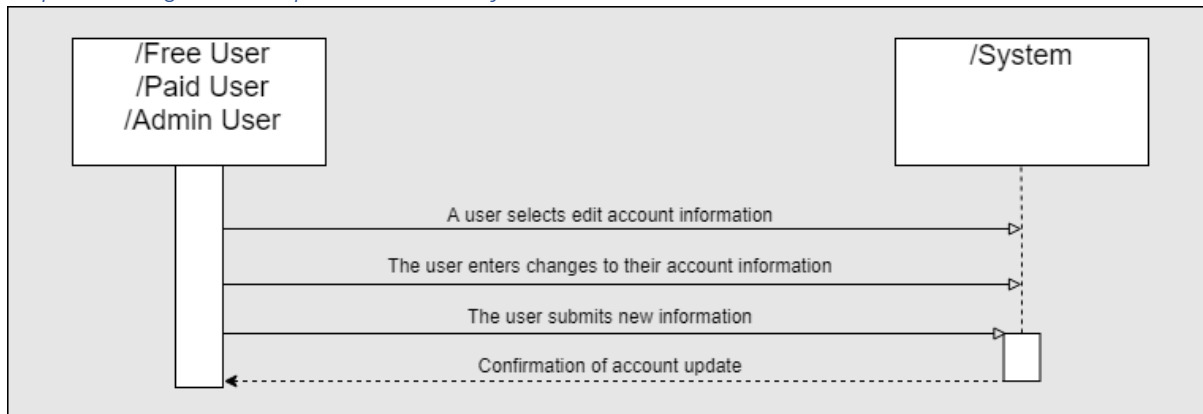 /Free User
/Paid User
/Admin User
/System
A user selects edit account information
The user enters changes to their account information
The user submits new information
Confirmation of account update